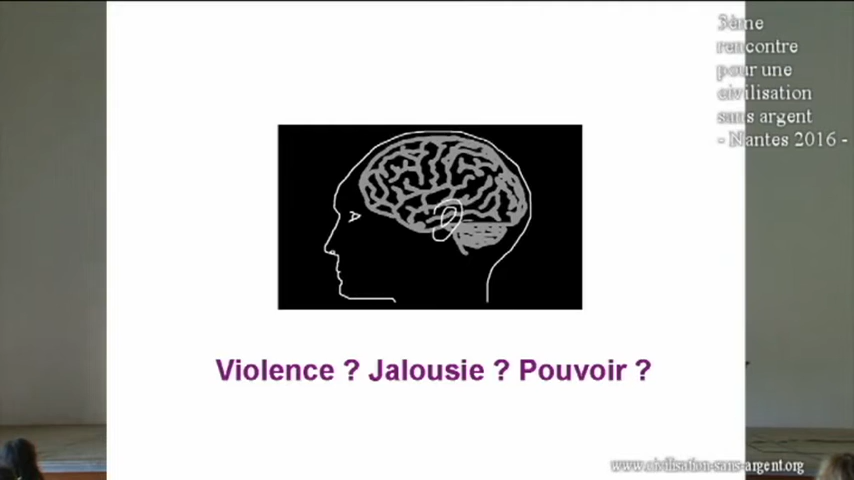 3ème
rencontre
pour une
civilisation
sans argent
- Nantes 2016 -
Violence ? Jalousie ? Pouvoir ?
www.civilisation-sans-argent.org